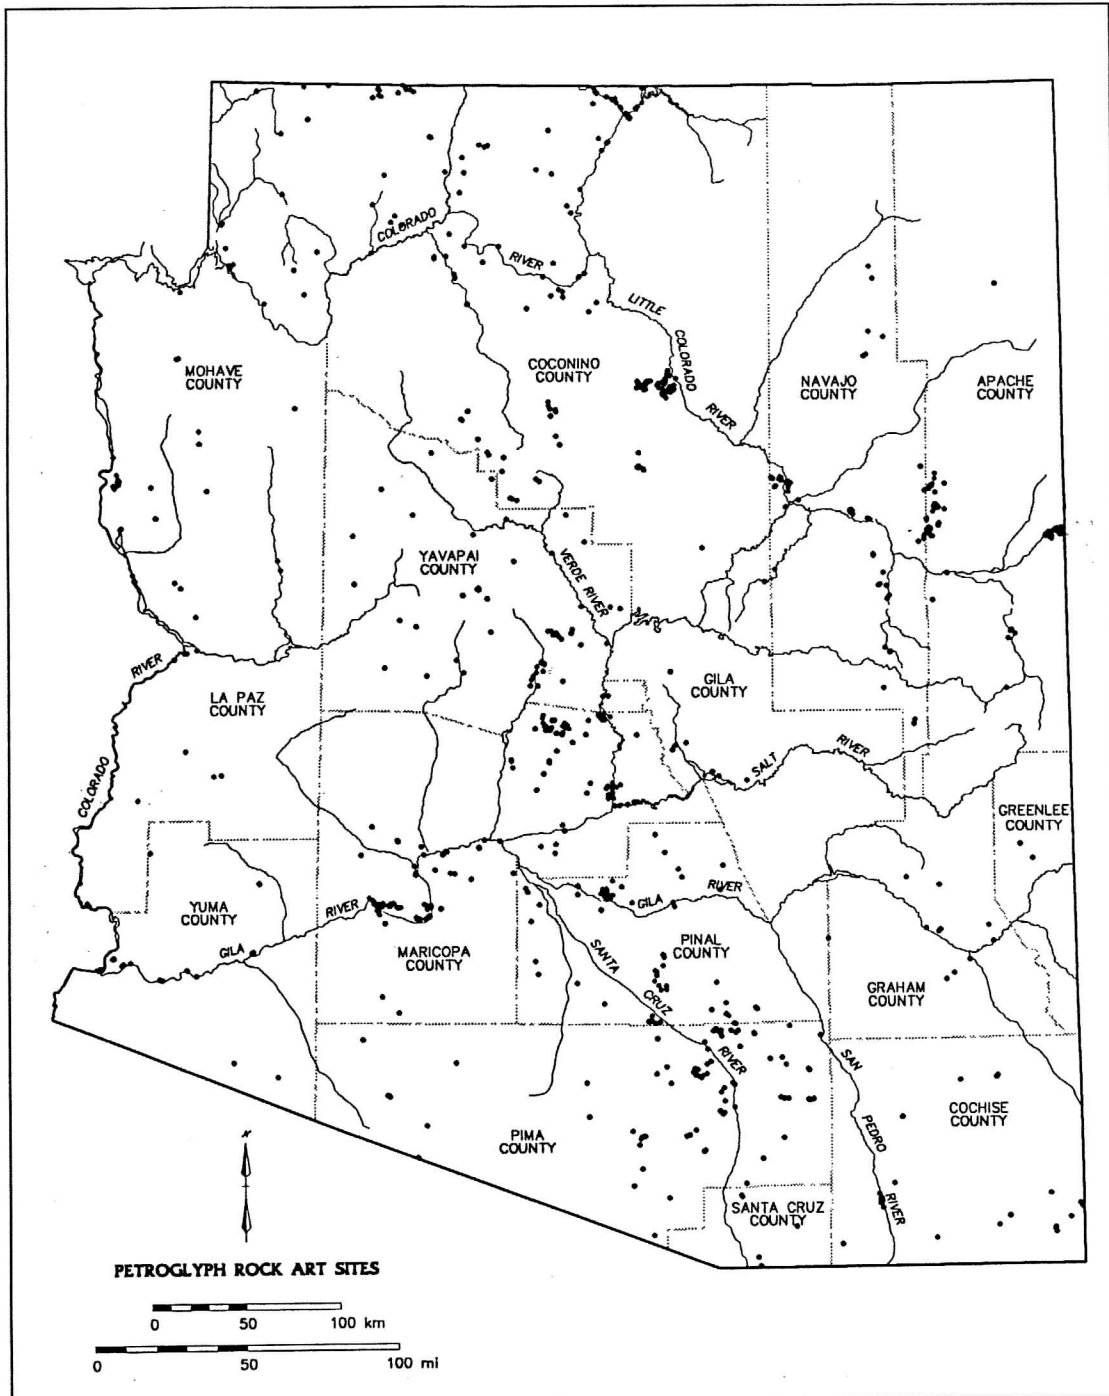 COLORADO
RIVER
LITTLE
COLORADO
RIVER
MOHAVE
COUNTY
COCONINO
COUNTY
NAVAJO
COUNTY
APACHE
COUNTY
YAVAPAI
COUNTY
VERDE RIVER
RIVER
COLORADO
LA PAZ
COUNTY
GILA
COUNTY
SALT
RIVER
GREENLEE
COUNTY
YUMA
COUNTY
GILA
RIVER
MARICOPA
COUNTY
GILA
RIVER
SANTA
CRUZ
RIVER
PINAL
COUNTY
GRAHAM
COUNTY
SAN
PEDRO
RIVER
COCHISE
COUNTY
PIMA
COUNTY
SANTA CRUZ
COUNTY
N
PETROGLYPH ROCK ART SITES
0 50 100 km
0 50 100 mi